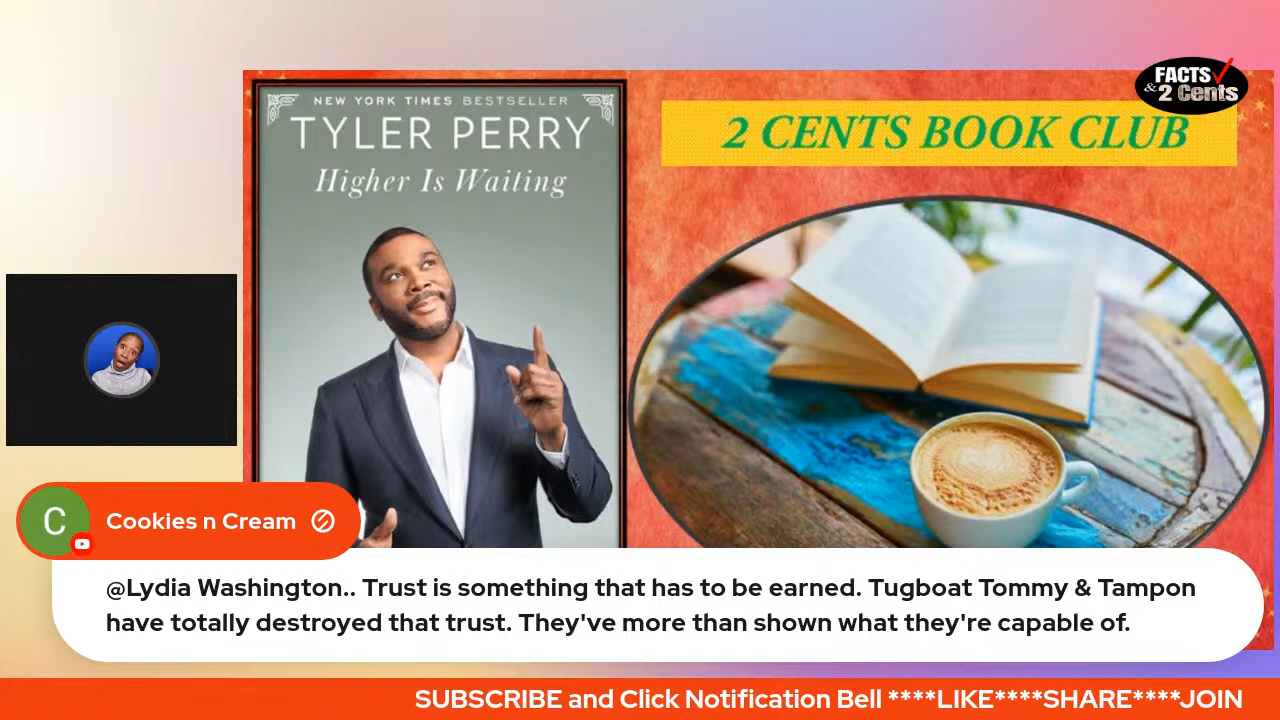 FACTS
& 2 Cents
NEW YORK TIMES BESTSELLER
TYLER PERRY
Higher Is Waiting
2 CENTS BOOK CLUB
C
Cookies n Cream
@Lydia Washington.. Trust is something that has to be earned. Tugboat Tommy & Tampon
have totally destroyed that trust. They've more than shown what they're capable of.
SUBSCRIBE and Click Notification Bell ****LIKE****SHARE****JOIN